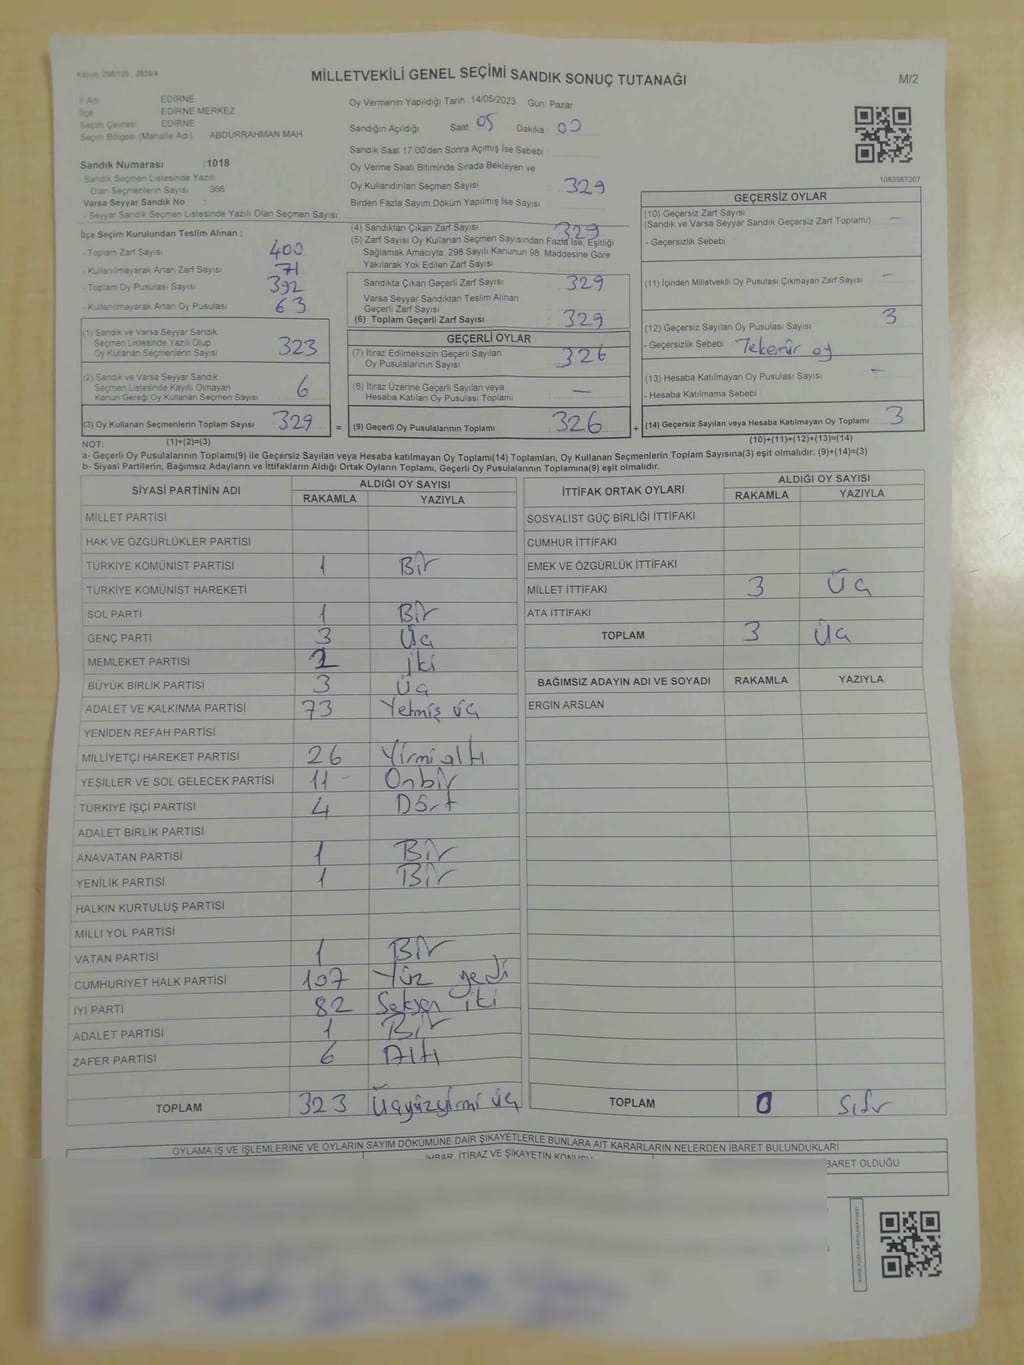 Kanun: 298/105 , 2839/4
MİLLETVEKİLİ GENEL SEÇİMİ SANDIK SONUÇ TUTANAĞI
M/2
İl Adı EDİRNE
İlçe EDİRNE MERKEZ
Seçim Çevresi EDİRNE
Seçim Bölgesi (Mahalle Adı) ABDURRAHMAN MAH.
Sandık Numarası :1018
- Sandık Seçmen Listesinde Yazılı
Olan Seçmenlerin Sayısı 366
Varsa Seyyar Sandık No :
- Seyyar Sandık Seçmen Listesinde Yazılı Olan Seçmen Sayısı:
İlçe Seçim Kurulundan Teslim Alınan ;
- Toplam Zarf Sayısı 400
- Kullanılmayarak Artan Zarf Sayısı 71
- Toplam Oy Pusulası Sayısı 392
- Kullanılmayarak Artan Oy Pusulası 63
(1) Sandık ve Varsa Seyyar Sandık
Seçmen Listesinde Yazılı Olup
Oy Kullanan Seçmenlerin Sayısı 323
(2) Sandık ve Varsa Seyyar Sandık
Seçmen Listesinde Kayıtlı Olmayan
Kanun Gereği Oy Kullanan Seçmen Sayısı 6
(3) Oy Kullanan Seçmenlerin Toplam Sayısı 329
Oy Vermenin Yapıldığı Tarih :14/05/2023 Gün: Pazar
Sandığın Açıldığı Saat 05 Dakika 00
Sandık Saat 17:00'den Sonra Açılmış İse Sebebi :
Oy Verme Saati Bitiminde Sırada Bekleyen ve
Oy Kullandırılan Seçmen Sayısı 329
Birden Fazla Sayım Döküm Yapılmış İse Sayısı :
(4) Sandıktan Çıkan Zarf Sayısı 329
(5) Zarf Sayısı Oy Kullanan Seçmen Sayısından Fazla İse, Eşitliği
Sağlamak Amacıyla, 298 Sayılı Kanunun 98. Maddesine Göre
Yakılarak Yok Edilen Zarf Sayısı
Sandıkta Çıkan Geçerli Zarf Sayısı 329
Varsa Seyyar Sandıktan Teslim Alınan
Geçerli Zarf Sayısı
(6) Toplam Geçerli Zarf Sayısı 329
GEÇERLİ OYLAR
(7) İtiraz Edilmeksizin Geçerli Sayılan
Oy Pusulalarının Sayısı 326
(8) İtiraz Üzerine Geçerli Sayılan veya
Hesaba Katılan Oy Pusulası Toplamı —
= (9) Geçerli Oy Pusulalarının Toplamı 326 +
1083587207
GEÇERSİZ OYLAR
(10) Geçersiz Zarf Sayısı —
(Sandık ve Varsa Seyyar Sandık Geçersiz Zarf Toplamı)
- Geçersizlik Sebebi
(11) İçinden Milletvekili Oy Pusulası Çıkmayan Zarf Sayısı —
(12) Geçersiz Sayılan Oy Pusulası Sayısı 3
- Geçersizlik Sebebi Tekerrür oy
(13) Hesaba Katılmayan Oy Pusulası Sayısı —
- Hesaba Katılmama Sebebi
(14) Geçersiz Sayılan veya Hesaba Katılmayan Oy Toplamı 3
NOT: (1)+(2)=(3)
(10)+(11)+(12)+(13)=(14)
a- Geçerli Oy Pusulalarının Toplamı(9) ile Geçersiz Sayılan veya Hesaba katılmayan Oy Toplamı(14) Toplamları, Oy Kullanan Seçmenlerin Toplam Sayısına(3) eşit olmalıdır. (9)+(14)=(3)
b- Siyasi Partilerin, Bağımsız Adayların ve İttifakların Aldığı Ortak Oyların Toplamı, Geçerli Oy Pusulalarının Toplamına(9) eşit olmalıdır.
SİYASİ PARTİNİN ADI ALDIĞI OY SAYISI
RAKAMLA YAZIYLA
MİLLET PARTİSİ
HAK VE ÖZGÜRLÜKLER PARTİSİ
TÜRKİYE KOMÜNİST PARTİSİ 1 Bir
TÜRKİYE KOMÜNİST HAREKETİ
SOL PARTİ 1 Bir
GENÇ PARTİ 3 Üç
MEMLEKET PARTİSİ 2 iki
BÜYÜK BİRLİK PARTİSİ 3 Üç
ADALET VE KALKINMA PARTİSİ 73 Yetmiş üç
YENİDEN REFAH PARTİSİ
MİLLİYETÇİ HAREKET PARTİSİ 26 Yirmi altı
YEŞİLLER VE SOL GELECEK PARTİSİ 11 Onbir
TÜRKİYE İŞÇİ PARTİSİ 4 Dört
ADALET BİRLİK PARTİSİ
ANAVATAN PARTİSİ 1 Bir
YENİLİK PARTİSİ 1 Bir
HALKIN KURTULUŞ PARTİSİ
MİLLİ YOL PARTİSİ
VATAN PARTİSİ 1 Bir
CUMHURİYET HALK PARTİSİ 107 Yüz yedi
İYİ PARTİ 82 Seksen iki
ADALET PARTİSİ 1 Bir
ZAFER PARTİSİ 6 Altı
TOPLAM 323 Üçyüzyirmi üç
İTTİFAK ORTAK OYLARI ALDIĞI OY SAYISI
RAKAMLA YAZIYLA
SOSYALİST GÜÇ BİRLİĞİ İTTİFAKI
CUMHUR İTTİFAKI
EMEK VE ÖZGÜRLÜK İTTİFAKI
MİLLET İTTİFAKI 3 Üç
ATA İTTİFAKI
TOPLAM 3 Üç
BAĞIMSIZ ADAYIN ADI VE SOYADI RAKAMLA YAZIYLA
ERGİN ARSLAN
TOPLAM 0 Sıfır
OYLAMA İŞ VE İŞLEMLERİNE VE OYLARIN SAYIM DÖKÜMÜNE DAİR ŞİKAYETLERLE BUNLARA AİT KARARLARIN NELERDEN İBARET BULUNDUKLARI
İHBAR, İTİRAZ VE ŞİKAYETİN KONUSU
BARET OLDUĞU